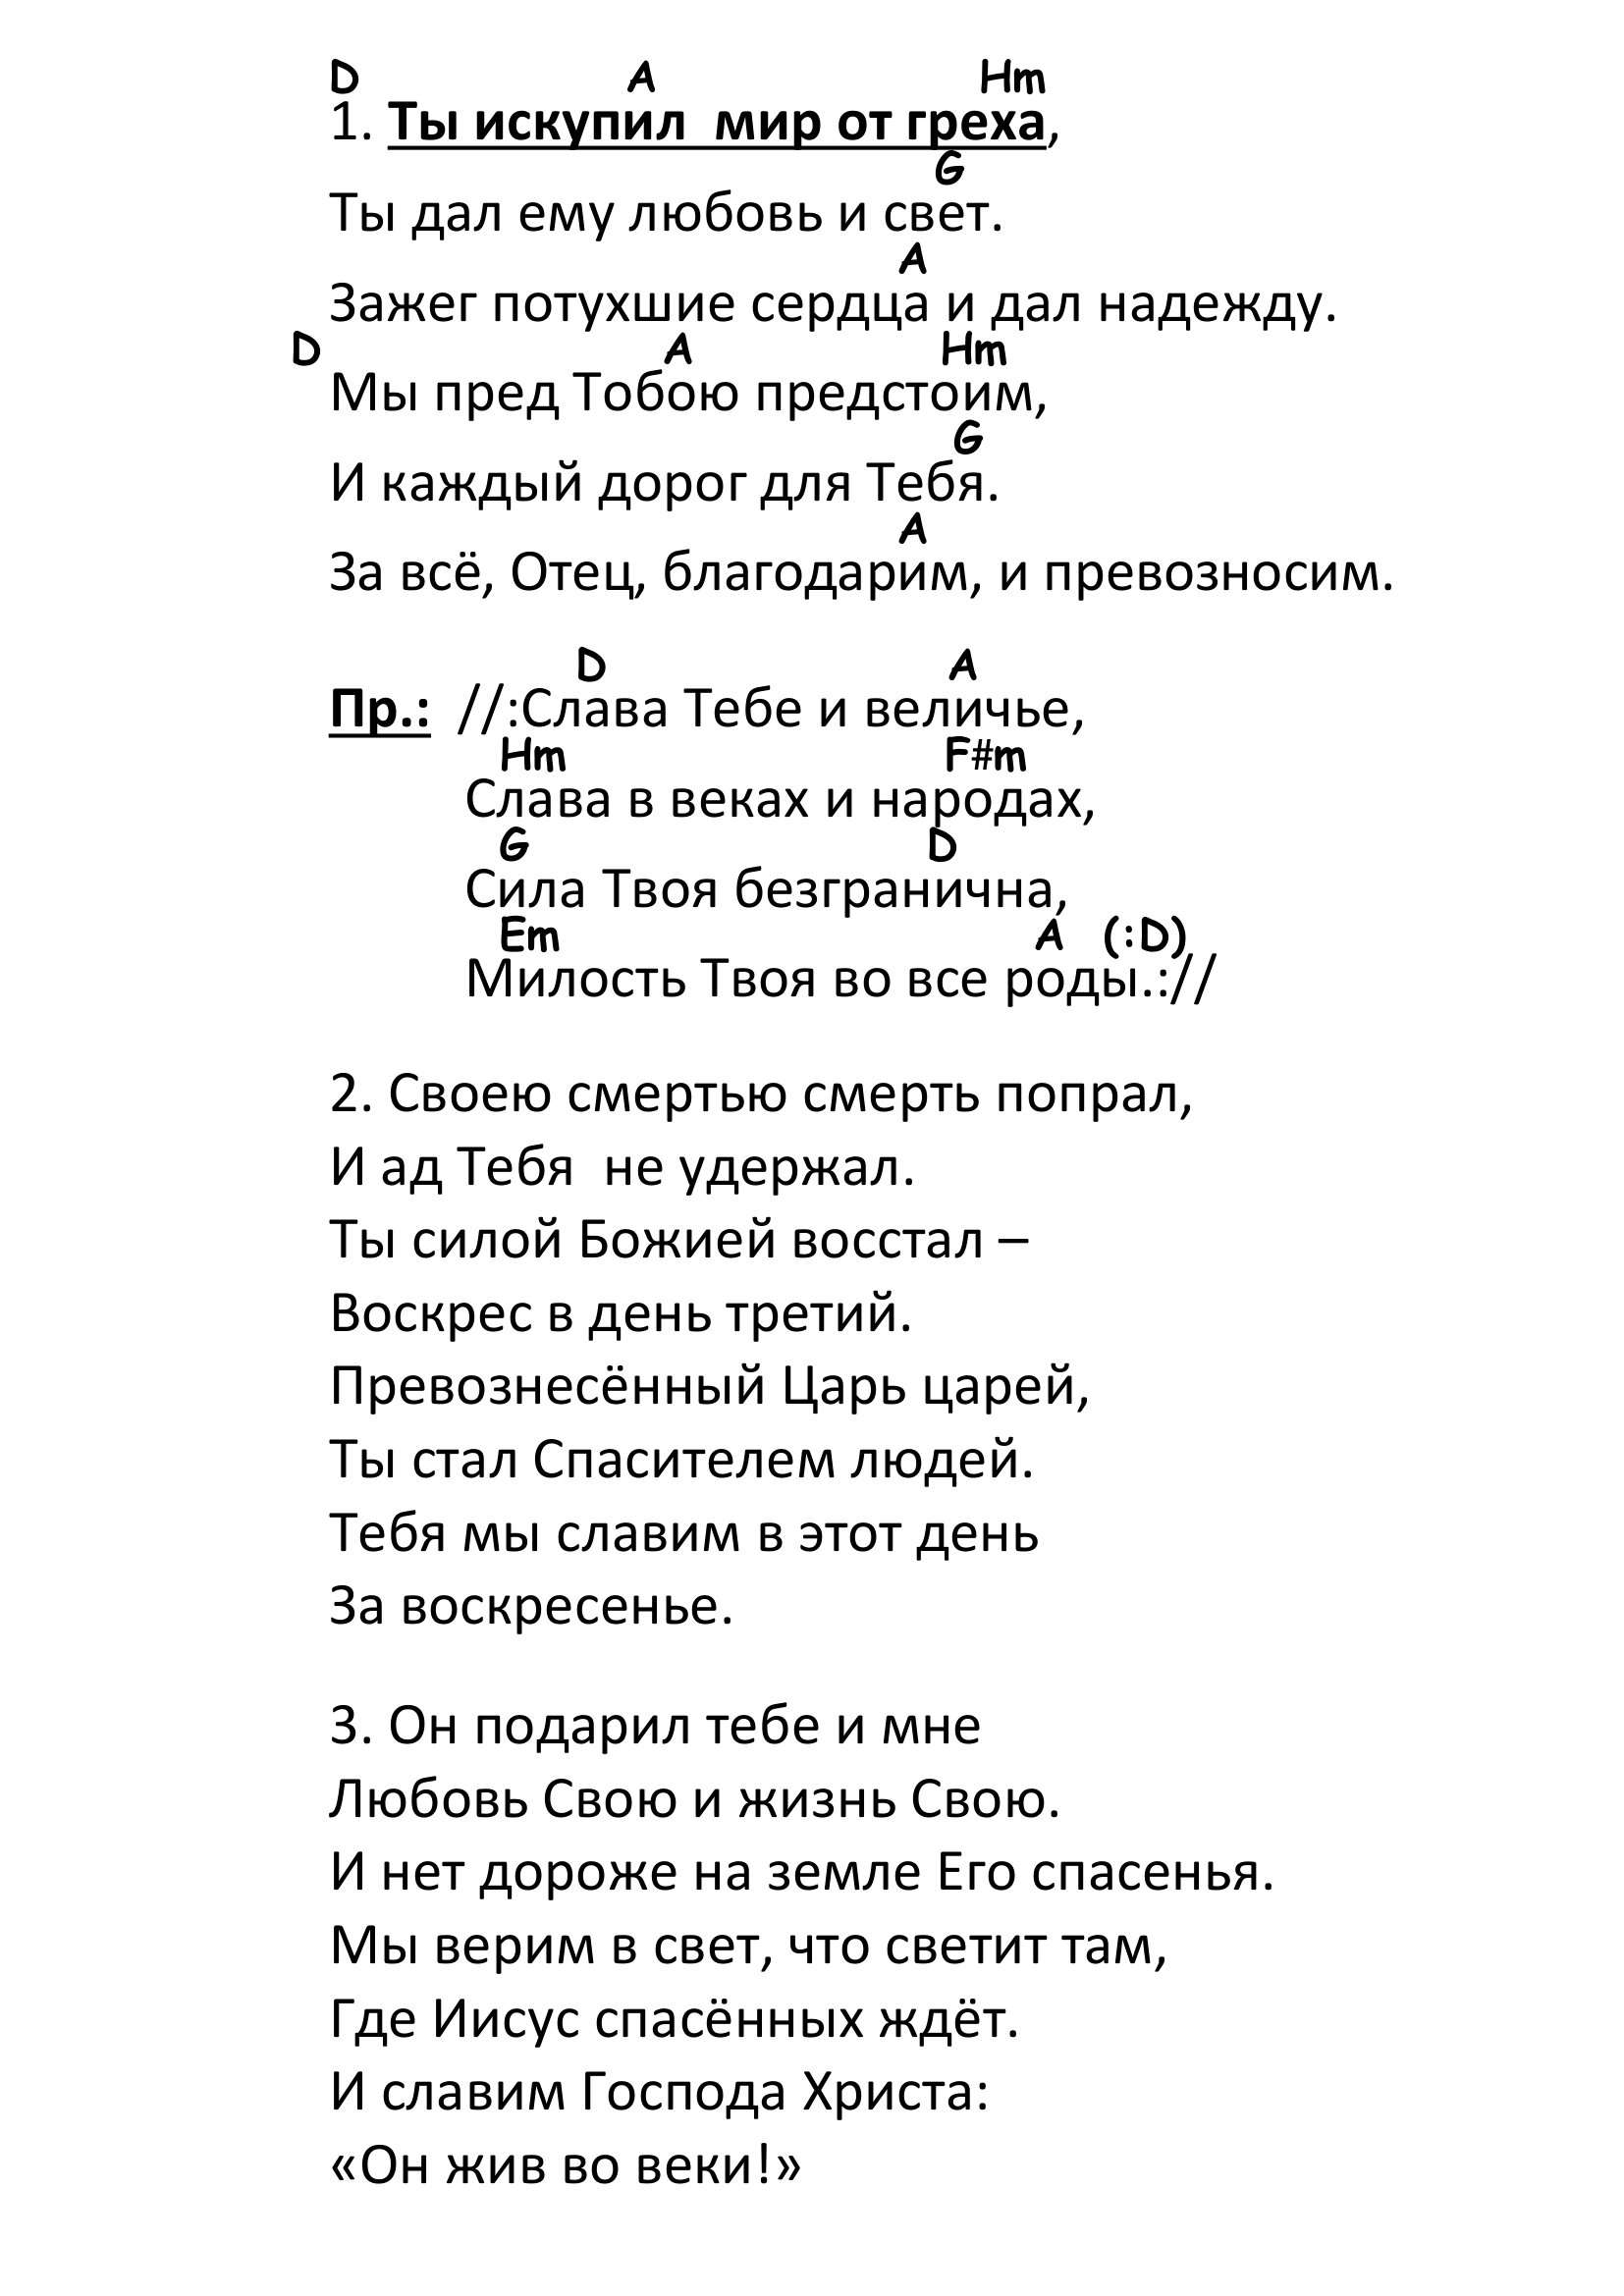 D A Hm
1. Ты искупил  мир от греха,
G
Ты дал ему любовь и свет.
A
Зажег потухшие сердца и дал надежду.
D A Hm
Мы пред Тобою предстоим,
G
И каждый дорог для Тебя.
A
За всё, Отец, благодарим, и превозносим.
D A
Пр.:  //:Слава Тебе и величье,
Hm F#m
Слава в веках и народах,
G D
Сила Твоя безгранична,
Em A (:D)
Милость Твоя во все роды.://
2. Своею смертью смерть попрал,
И ад Тебя  не удержал.
Ты силой Божией восстал –
Воскрес в день третий.
Превознесённый Царь царей,
Ты стал Спасителем людей.
Тебя мы славим в этот день
За воскресенье.
3. Он подарил тебе и мне
Любовь Свою и жизнь Свою.
И нет дороже на земле Его спасенья.
Мы верим в свет, что светит там,
Где Иисус спасённых ждёт.
И славим Господа Христа:
«Он жив во веки!»